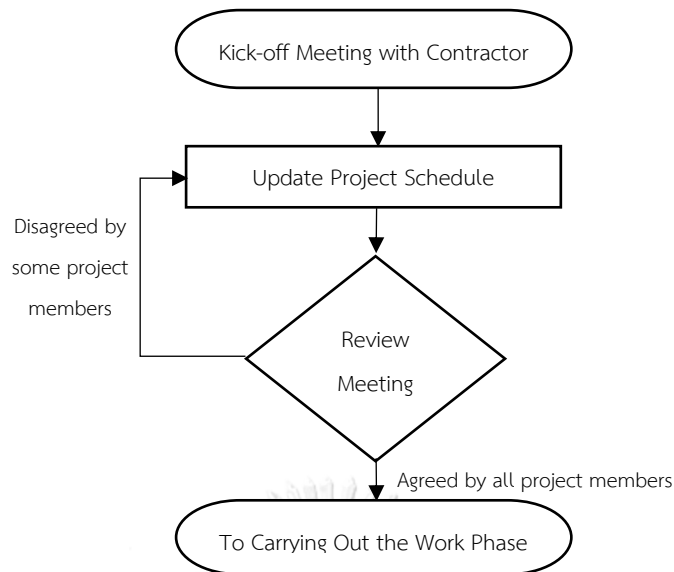 Kick-off Meeting with Contractor
Update Project Schedule
Disagreed by
some project
members
Review
Meeting
Agreed by all project members
To Carrying Out the Work Phase